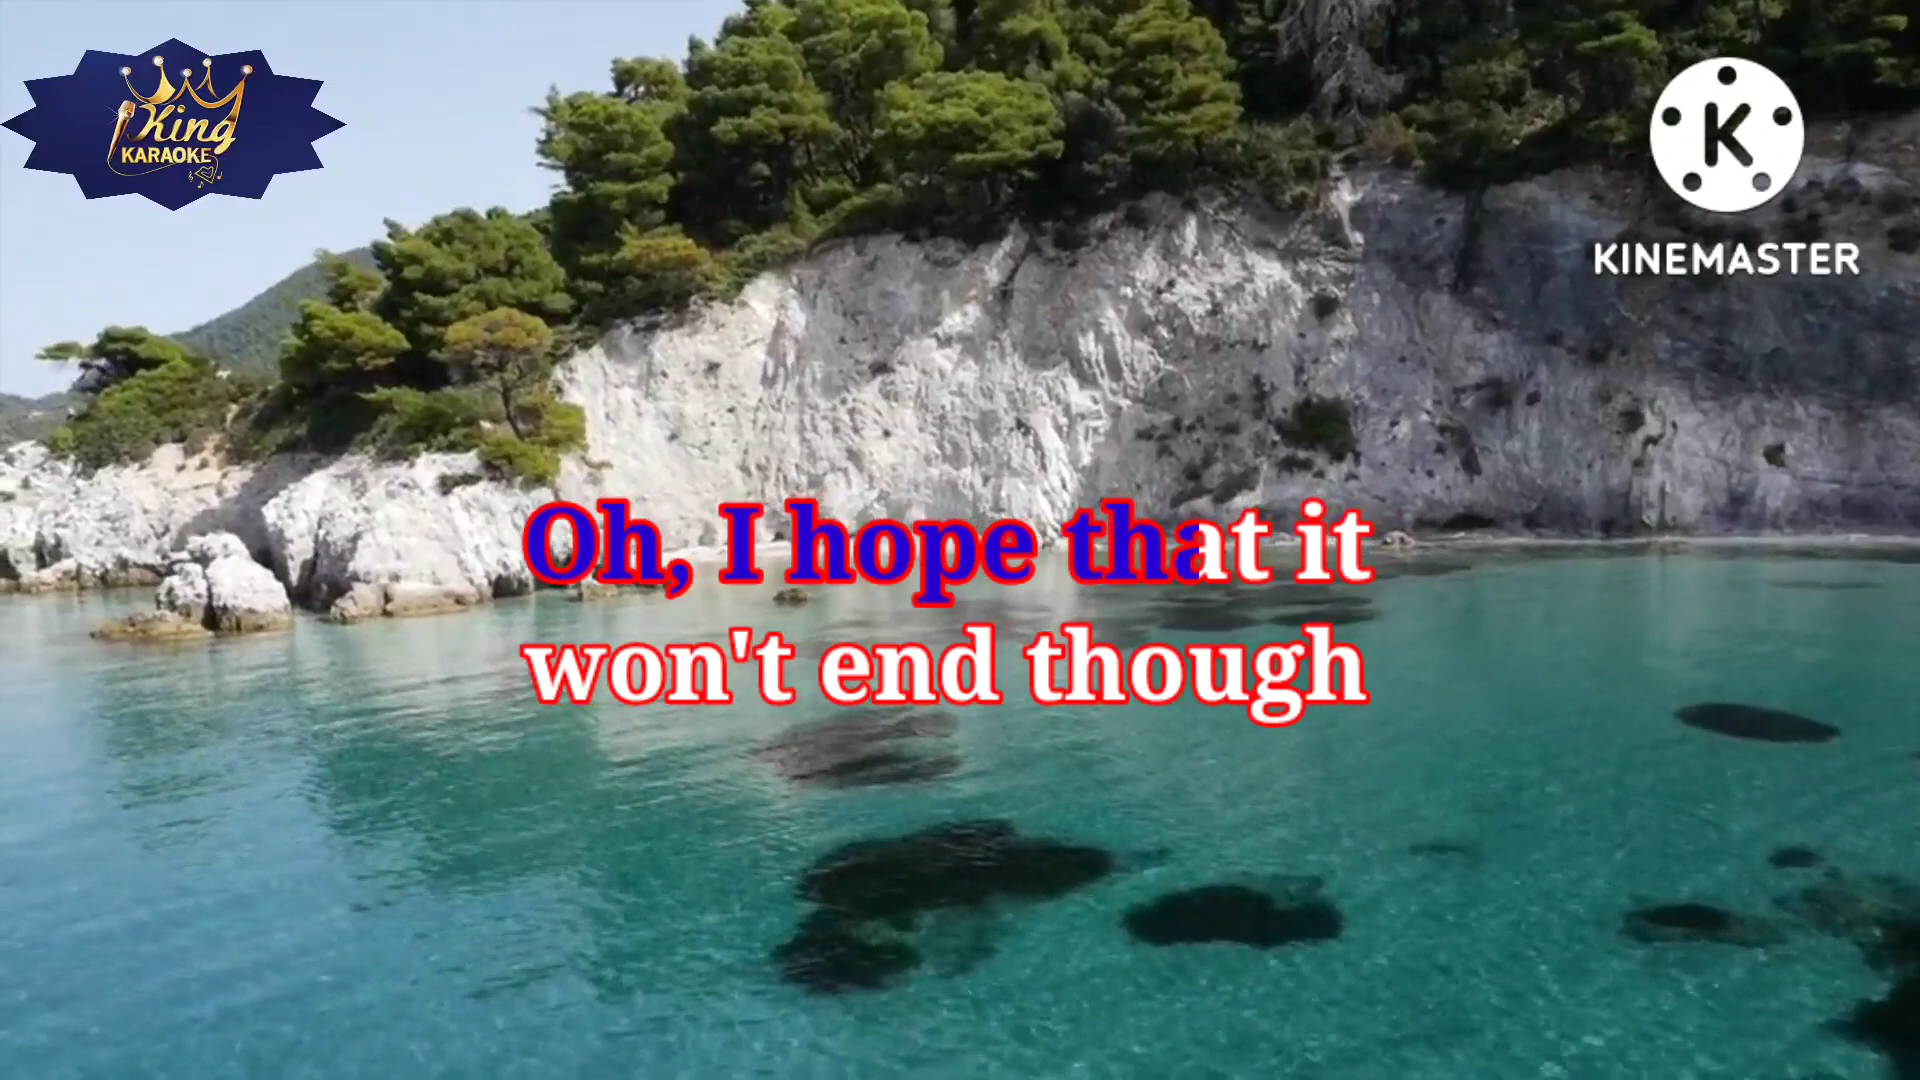 King
KARAOKE
K
KINEMASTER
Oh, I hope that it
won't end though